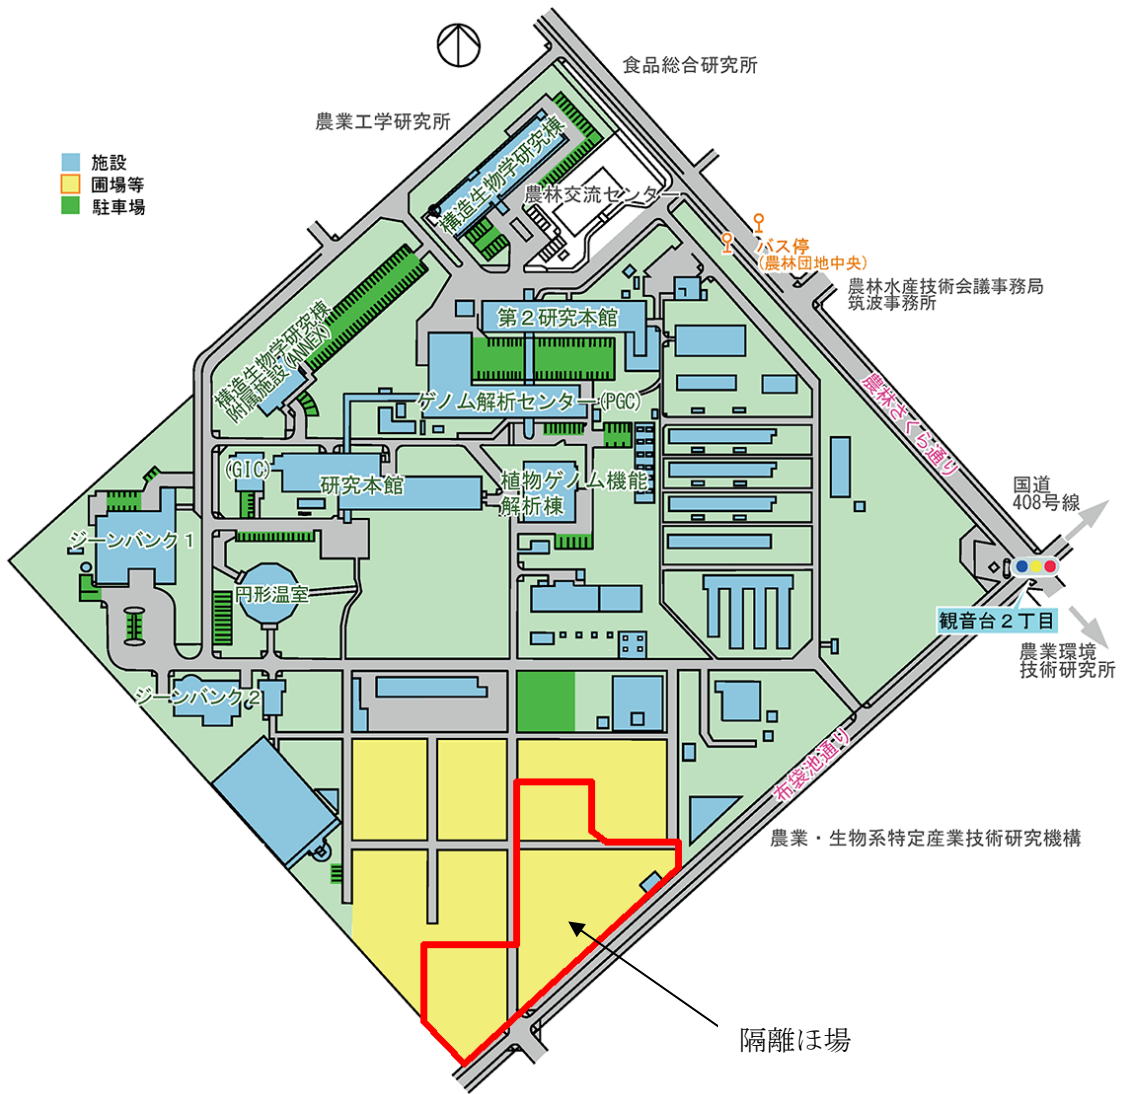 食品総合研究所
農業工学研究所
施設
圃場等
駐車場
構造生物学研究棟
農林交流センター
バス停
(農林団地中央)
農林水産技術会議事務局
筑波事務所
第２研究本館
構造生物学研究棟
附属施設(ANNEX)
農林さくら通り
ゲノム解析センター(PGC)
(GIC)
研究本館
植物ゲノム機能
解析棟
国道
408号線
ジーンバンク１
円形温室
観音台２丁目
農業環境
技術研究所
ジーンバンク２
布袋池通り
農業・生物系特定産業技術研究機構
隔離ほ場